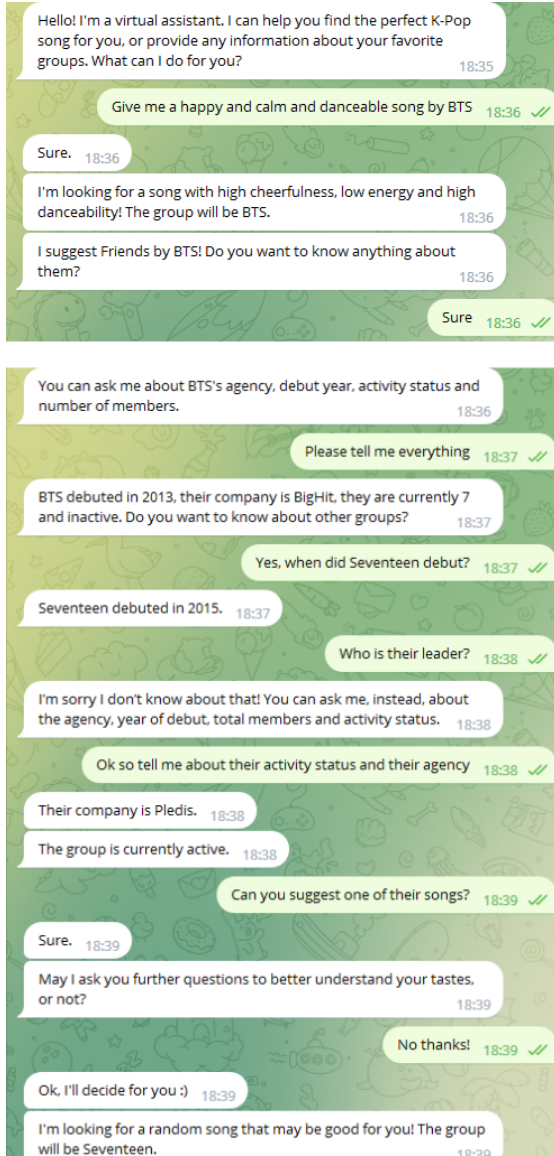 Hello! I'm a virtual assistant. I can help you find the perfect K-Pop
song for you, or provide any information about your favorite
groups. What can I do for you?
18:35
Give me a happy and calm and danceable song by BTS 18:36
Sure. 18:36
I'm looking for a song with high cheerfulness, low energy and high
danceability! The group will be BTS.
18:36
I suggest Friends by BTS! Do you want to know anything about
them?
18:36
Sure 18:36
You can ask me about BTS's agency, debut year, activity status and
number of members.
18:36
Please tell me everything 18:37
BTS debuted in 2013, their company is BigHit, they are currently 7
and inactive. Do you want to know about other groups?
18:37
Yes, when did Seventeen debut? 18:37
Seventeen debuted in 2015. 18:37
Who is their leader? 18:38
I'm sorry I don't know about that! You can ask me, instead, about
the agency, year of debut, total members and activity status. 18:38
Ok so tell me about their activity status and their agency 18:38
Their company is Pledis. 18:38
The group is currently active. 18:38
Can you suggest one of their songs? 18:39
Sure. 18:39
May I ask you further questions to better understand your tastes,
or not?
18:39
No thanks! 18:39
Ok, I'll decide for you :) 18:39
I'm looking for a random song that may be good for you! The group
will be Seventeen.
18:39